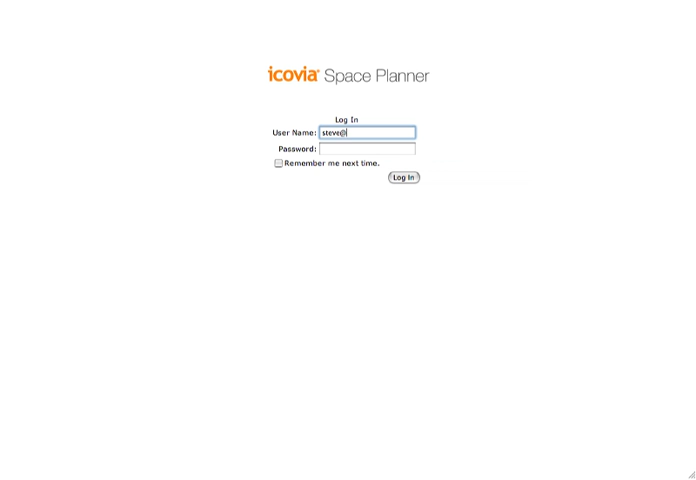 icovia® Space Planner
Log In
User Name: steve@
Password:
Remember me next time.
Log In